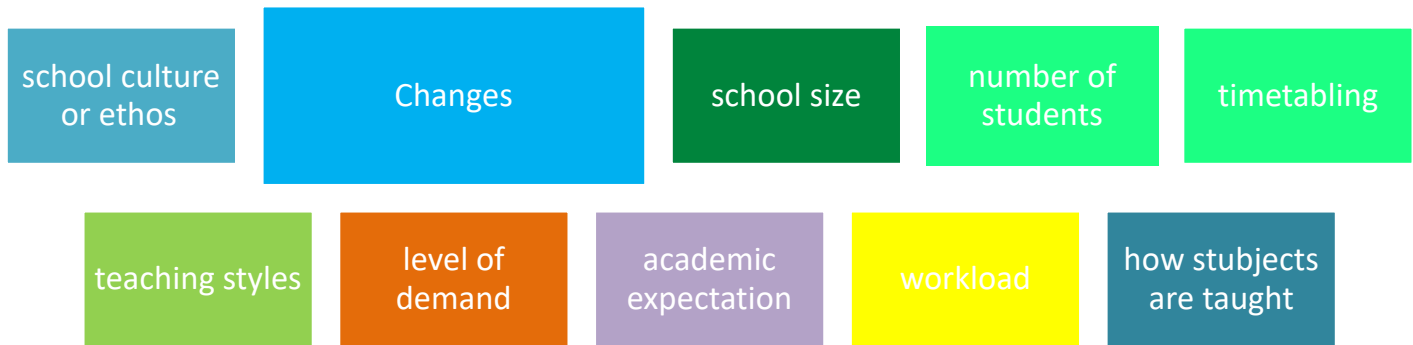 school culture
or ethos
Changes
school size
number of
students
timetabling
teaching styles
level of
demand
academic
expectation
workload
how stubjects
are taught